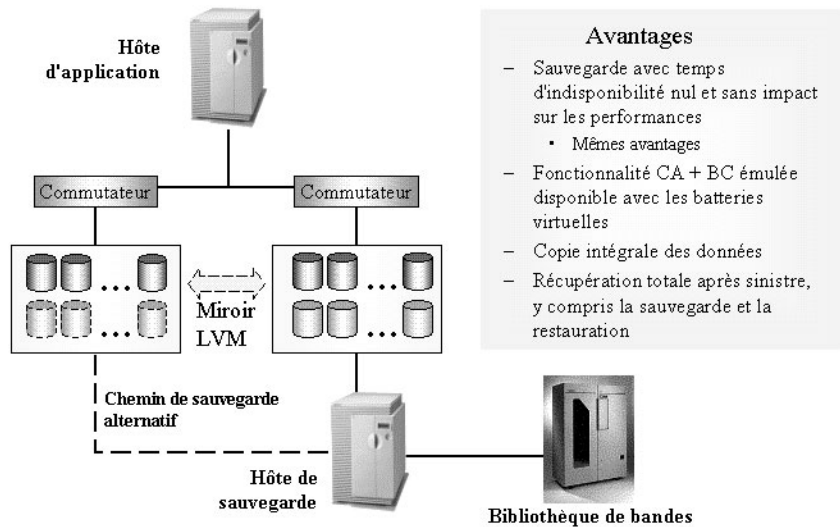 Hôte
d'application
Commutateur
Commutateur
Miroir
LVM
Chemin de sauvegarde
alternatif
Hôte de
sauvegarde
Bibliothèque de bandes
Avantages
– Sauvegarde avec temps
d'indisponibilité nul et sans impact
sur les performances
▪ Mêmes avantages
– Fonctionnalité CA + BC émulée
disponible avec les batteries
virtuelles
– Copie intégrale des données
– Récupération totale après sinistre,
y compris la sauvegarde et la
restauration